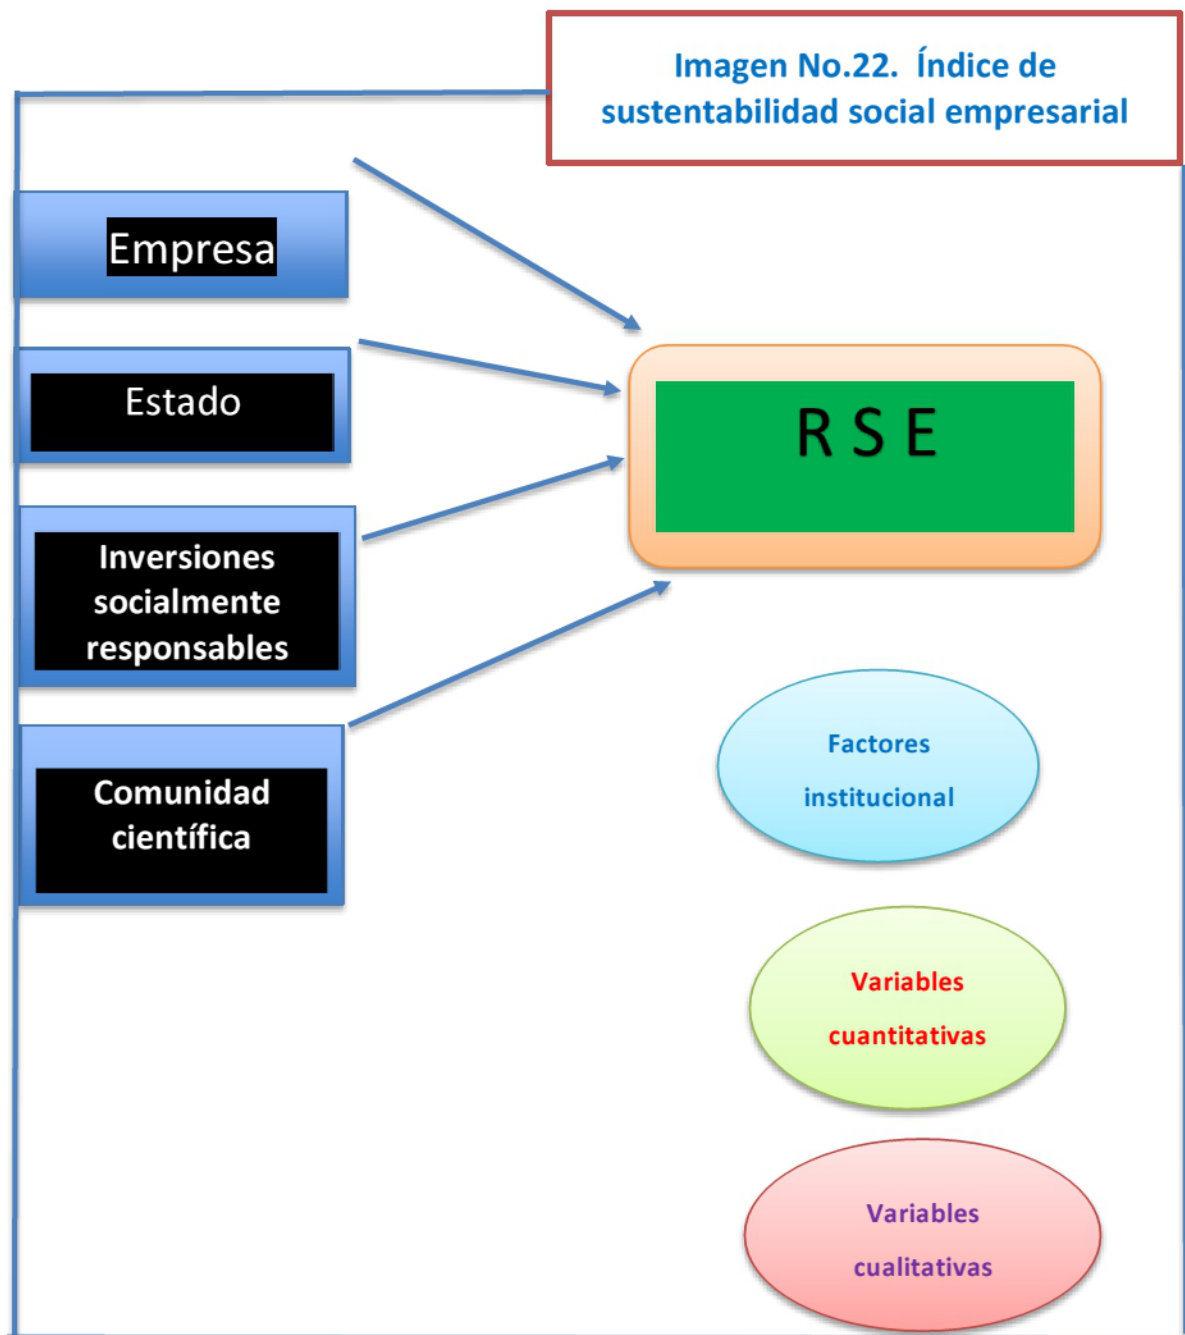 Imagen No.22.  Índice de
sustentabilidad social empresarial
Empresa
Estado
R S E
Inversiones
socialmente
responsables
Comunidad
científica
Factores
institucional
Variables
cuantitativas
Variables
cualitativas